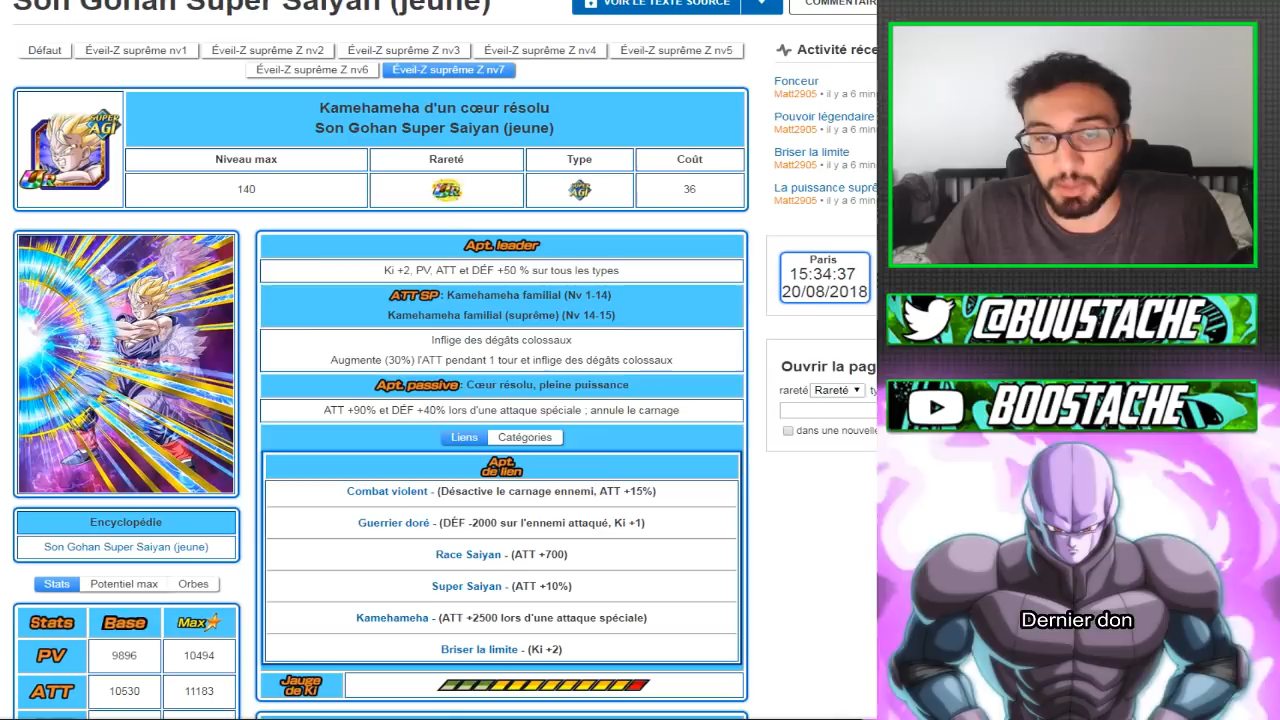 Son Gohan Super Saiyan (jeune)
VOIR LE TEXTE SOURCE
COMMENTAIR
Défaut
Éveil-Z suprême nv1
Éveil-Z suprême Z nv2
Éveil-Z suprême Z nv3
Éveil-Z suprême Z nv4
Éveil-Z suprême Z nv5
Éveil-Z suprême Z nv6
Éveil-Z suprême Z nv7
Kamehameha d'un cœur résolu
Son Gohan Super Saiyan (jeune)
Niveau max Rareté Type Coût
140 UR SUPER AGI 36
SUPER AGI
UR
Apt. leader
Ki +2, PV, ATT et DÉF +50 % sur tous les types
ATT SP : Kamehameha familial (Nv 1-14)
Kamehameha familial (suprême) (Nv 14-15)
Inflige des dégâts colossaux
Augmente (30%) l'ATT pendant 1 tour et inflige des dégâts colossaux
Apt. passive : Cœur résolu, pleine puissance
ATT +90% et DÉF +40% lors d'une attaque spéciale ; annule le carnage
Liens Catégories
Apt. de lien
Combat violent - (Désactive le carnage ennemi, ATT +15%)
Guerrier doré - (DÉF -2000 sur l'ennemi attaqué, Ki +1)
Race Saiyan - (ATT +700)
Super Saiyan - (ATT +10%)
Kamehameha - (ATT +2500 lors d'une attaque spéciale)
Briser la limite - (Ki +2)
Jauge de Ki
Encyclopédie
Son Gohan Super Saiyan (jeune)
Stats Potentiel max Orbes
Stats Base Max
PV 9896 10494
ATT 10530 11183
Activité réce
Fonceur
Matt2905 • il y a 6 min
Pouvoir légendaire
Matt2905 • il y a 6 min
Briser la limite
Matt2905 • il y a 6 min
La puissance suprê
Matt2905 • il y a 6 min
Paris
15:34:37
20/08/2018
Ouvrir la pag
rareté Rareté ty
dans une nouvelle
@BUUSTACHE
BOOSTACHE
Dernier don